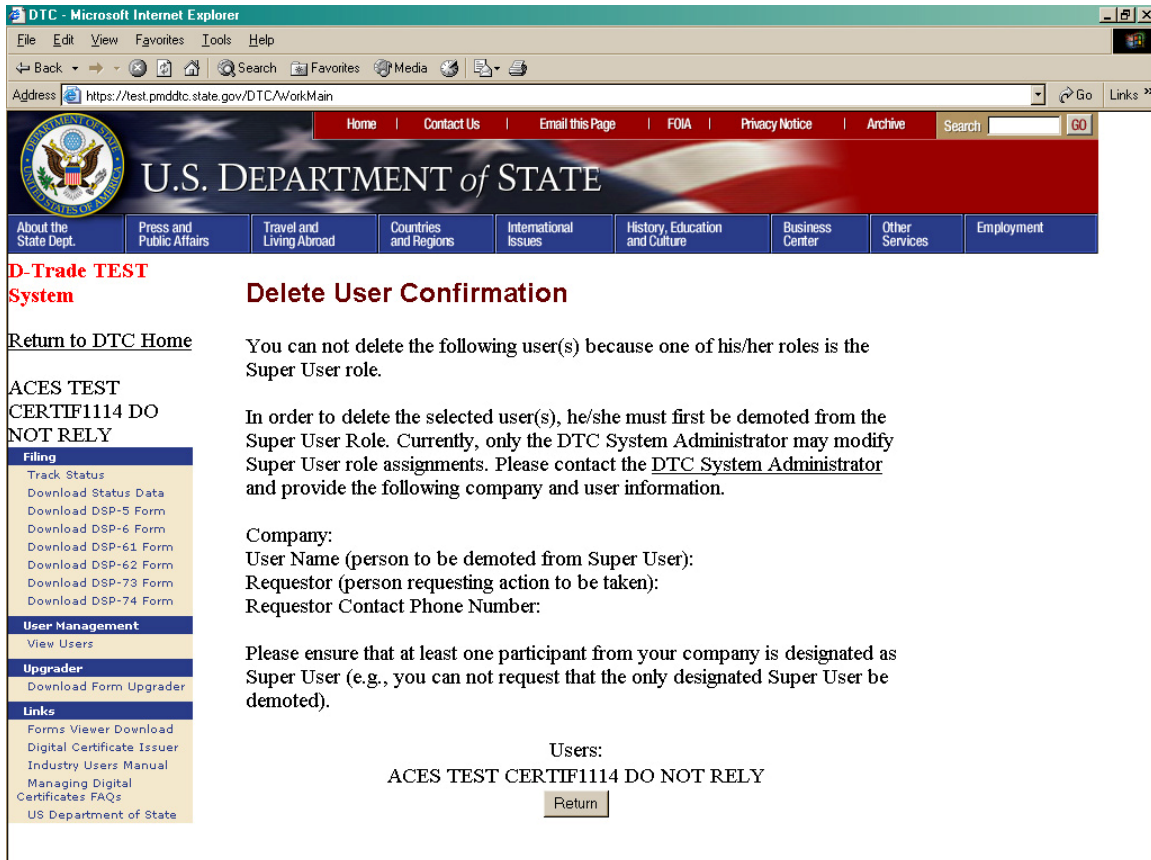 DTC - Microsoft Internet Explorer
File Edit View Favorites Tools Help
Back Search Favorites Media
Address https://test.pmddtc.state.gov/DTC/WorkMain Go Links »
Home | Contact Us | Email this Page | FOIA | Privacy Notice | Archive Search GO
DEPARTMENT OF STATE
UNITED STATES OF AMERICA
U.S. DEPARTMENT of STATE
About the
State Dept.
Press and
Public Affairs
Travel and
Living Abroad
Countries
and Regions
International
Issues
History, Education
and Culture
Business
Center
Other
Services
Employment
D-Trade TEST
System
Return to DTC Home
ACES TEST
CERTIF1114 DO
NOT RELY
Filing
Track Status
Download Status Data
Download DSP-5 Form
Download DSP-6 Form
Download DSP-61 Form
Download DSP-62 Form
Download DSP-73 Form
Download DSP-74 Form
User Management
View Users
Upgrader
Download Form Upgrader
Links
Forms Viewer Download
Digital Certificate Issuer
Industry Users Manual
Managing Digital
Certificates FAQs
US Department of State
Delete User Confirmation
You can not delete the following user(s) because one of his/her roles is the
Super User role.
In order to delete the selected user(s), he/she must first be demoted from the
Super User Role. Currently, only the DTC System Administrator may modify
Super User role assignments. Please contact the DTC System Administrator
and provide the following company and user information.
Company:
User Name (person to be demoted from Super User):
Requestor (person requesting action to be taken):
Requestor Contact Phone Number:
Please ensure that at least one participant from your company is designated as
Super User (e.g., you can not request that the only designated Super User be
demoted).
Users:
ACES TEST CERTIF1114 DO NOT RELY
Return